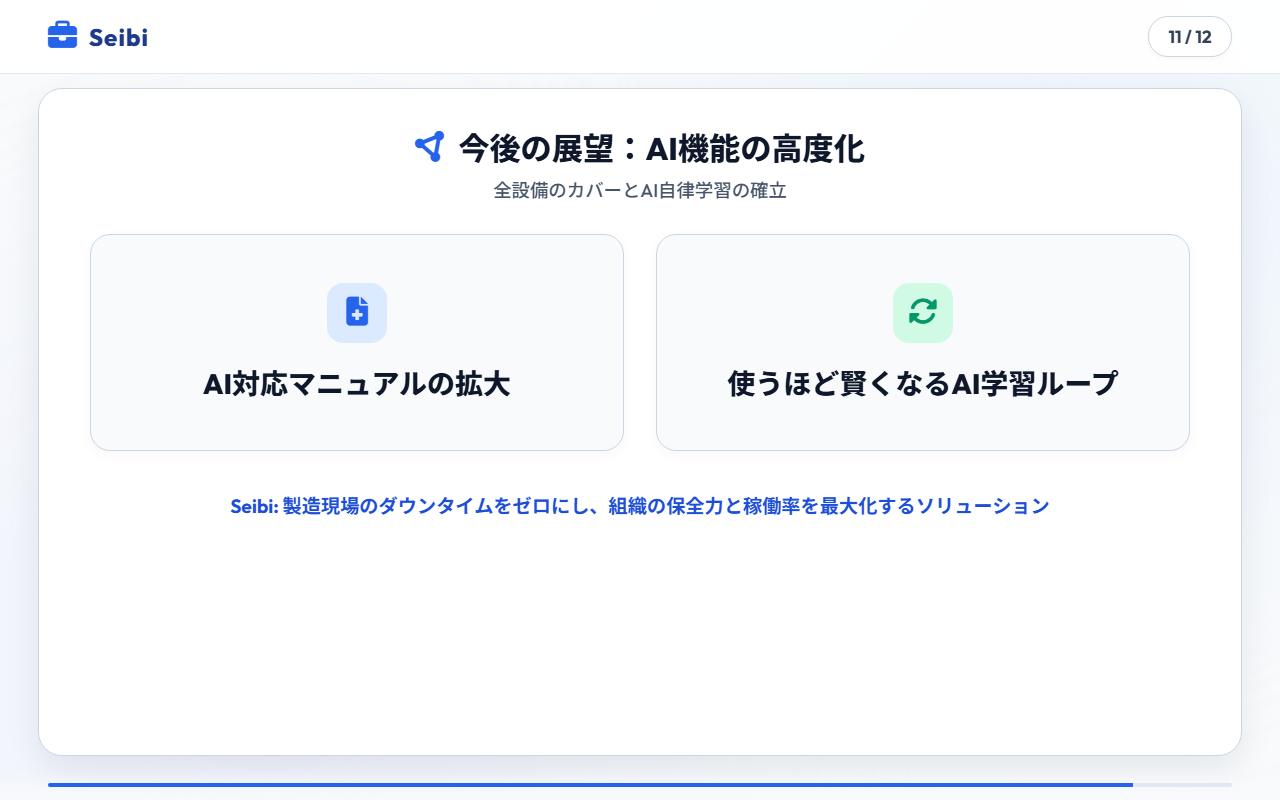 Seibi
11 / 12
今後の展望：AI機能の高度化
全設備のカバーとAI自律学習の確立
AI対応マニュアルの拡大
使うほど賢くなるAI学習ループ
Seibi: 製造現場のダウンタイムをゼロにし、組織の保全力と稼働率を最大化するソリューション